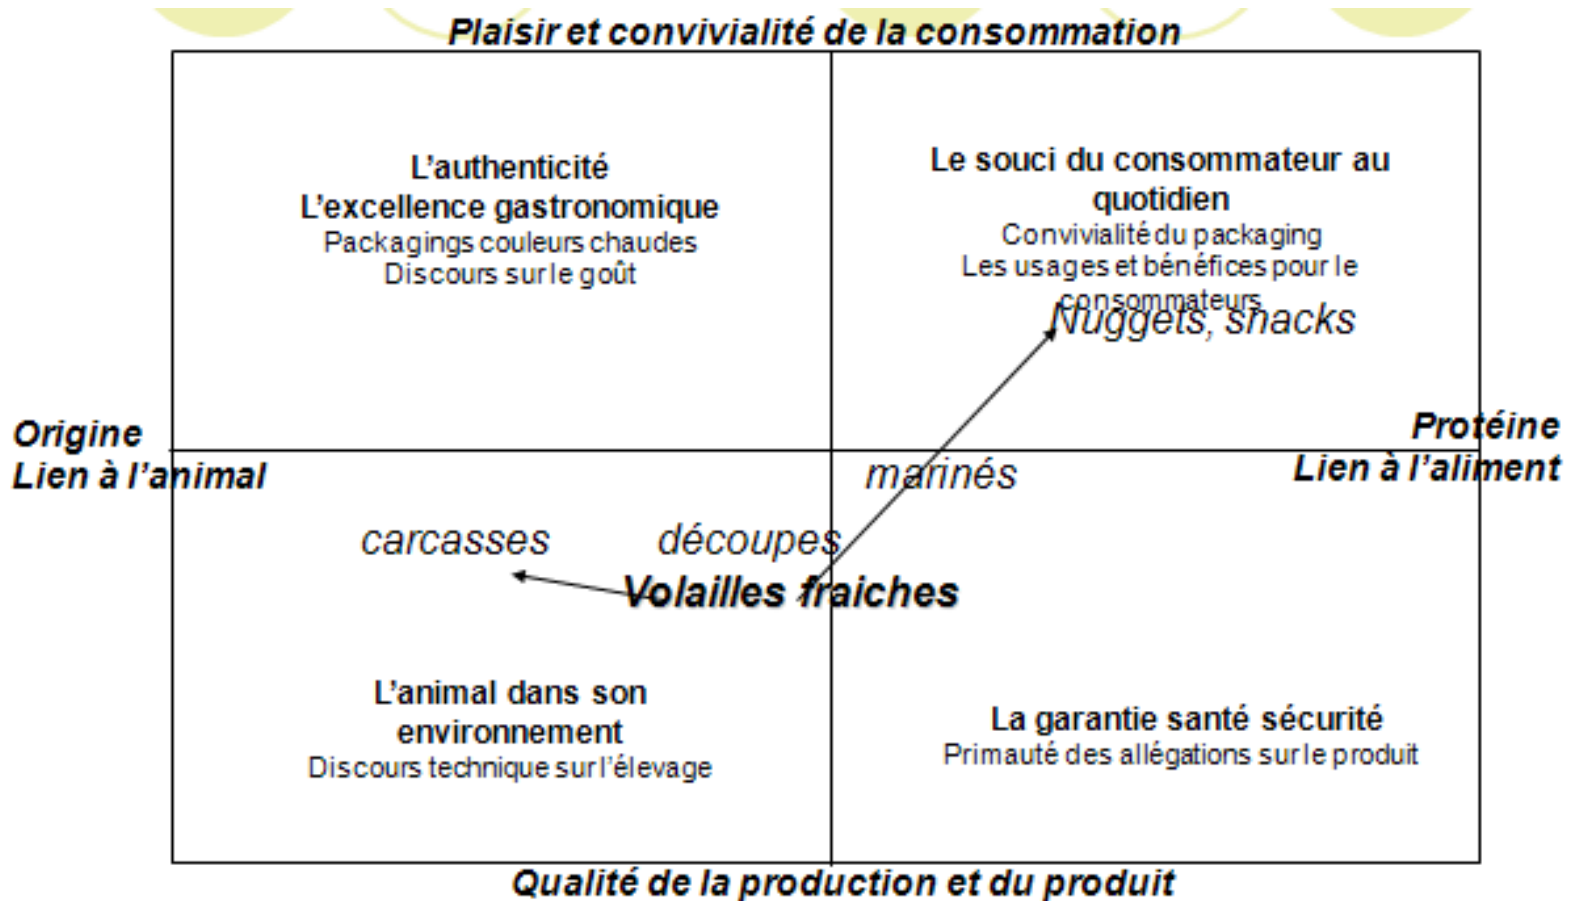 Plaisir et convivialité de la consommation
L'authenticité
L'excellence gastronomique
Packagings couleurs chaudes
Discours sur le goût
Le souci du consommateur au
quotidien
Convivialité du packaging
Les usages et bénéfices pour le
consommateurs
Nuggets, snacks
Origine
Lien à l'animal
Protéine
Lien à l'aliment
marinés
carcasses
découpes
Volailles fraiches
L'animal dans son
environnement
Discours technique sur l'élevage
La garantie santé sécurité
Primauté des allégations sur le produit
Qualité de la production et du produit